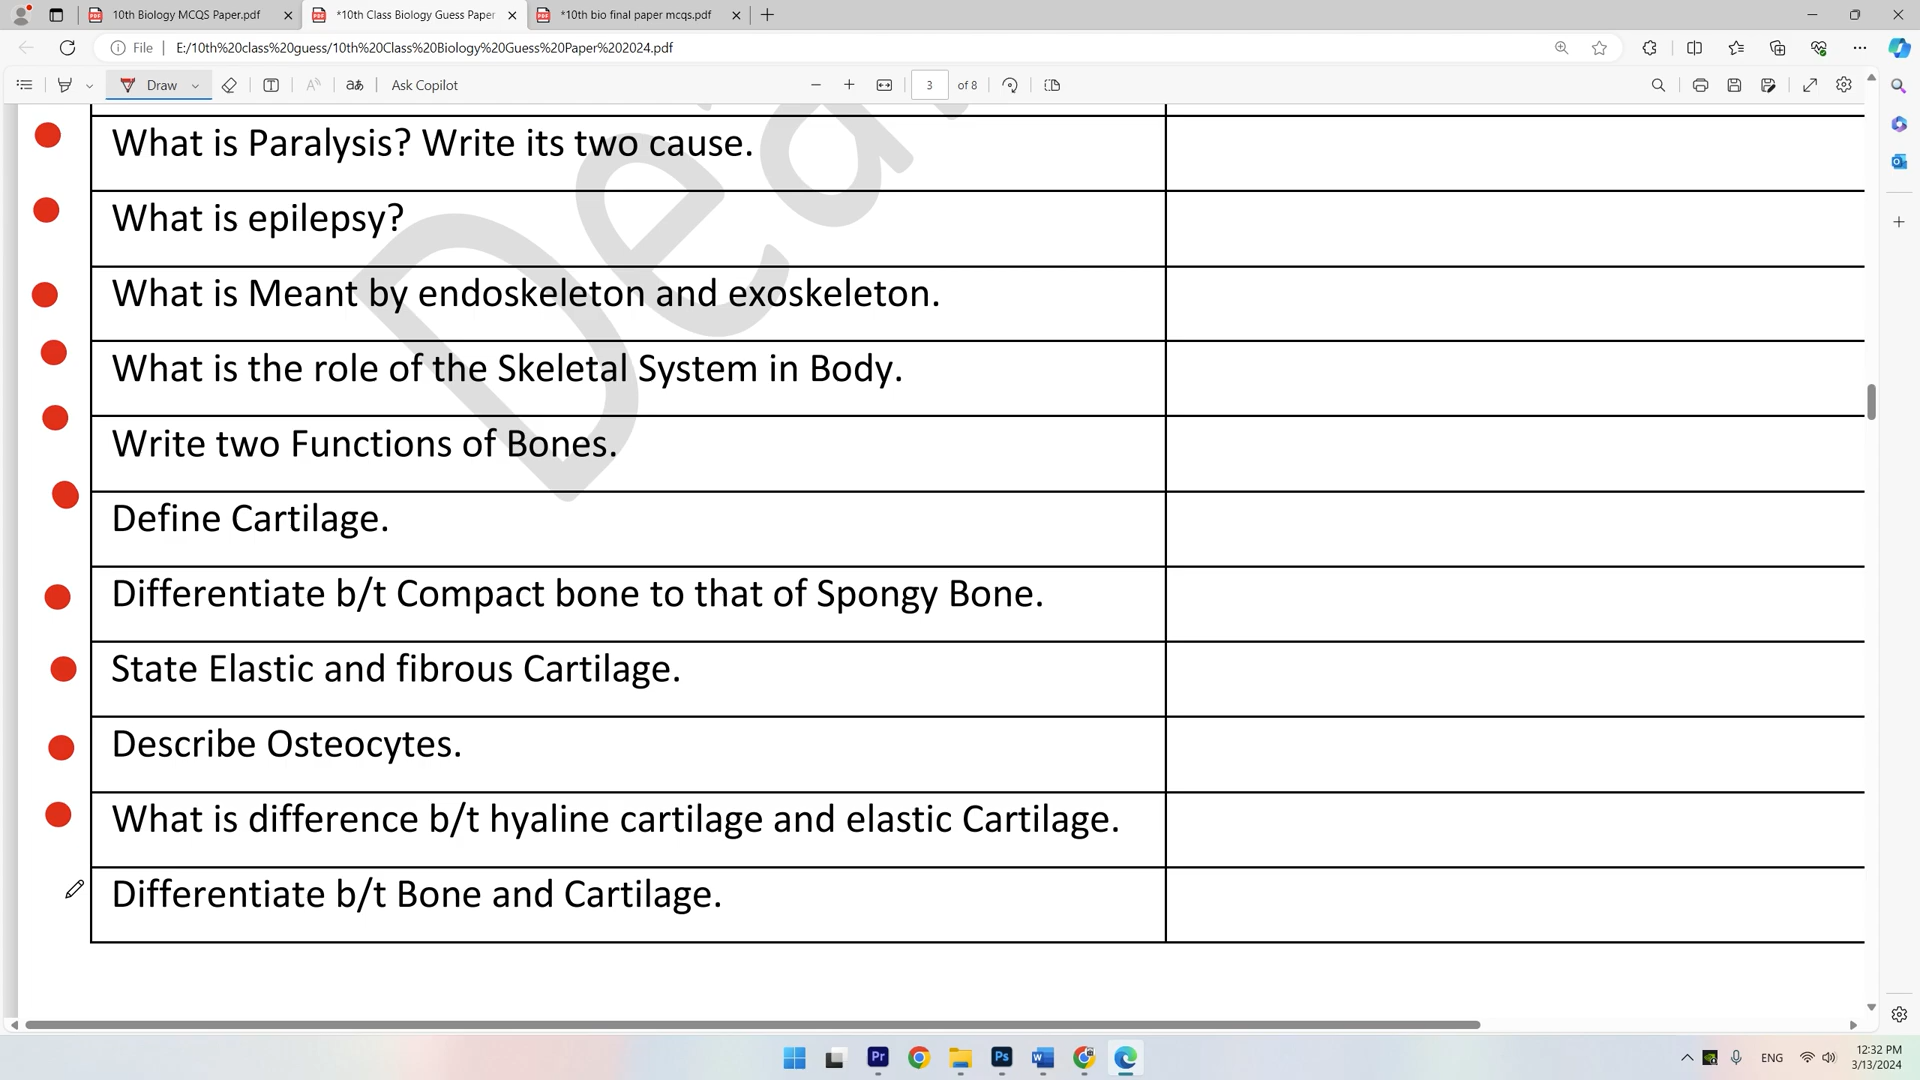 10th Biology MCQS Paper.pdf
*10th Class Biology Guess Paper
*10th bio final paper mcqs.pdf
File
E:/10th%20class%20guess/10th%20Class%20Biology%20Guess%20Paper%202024.pdf
Draw
Ask Copilot
3 of 8
What is Paralysis? Write its two cause.
What is epilepsy?
What is Meant by endoskeleton and exoskeleton.
What is the role of the Skeletal System in Body.
Write two Functions of Bones.
Define Cartilage.
Differentiate b/t Compact bone to that of Spongy Bone.
State Elastic and fibrous Cartilage.
Describe Osteocytes.
What is difference b/t hyaline cartilage and elastic Cartilage.
Differentiate b/t Bone and Cartilage.
ENG
12:32 PM
3/13/2024